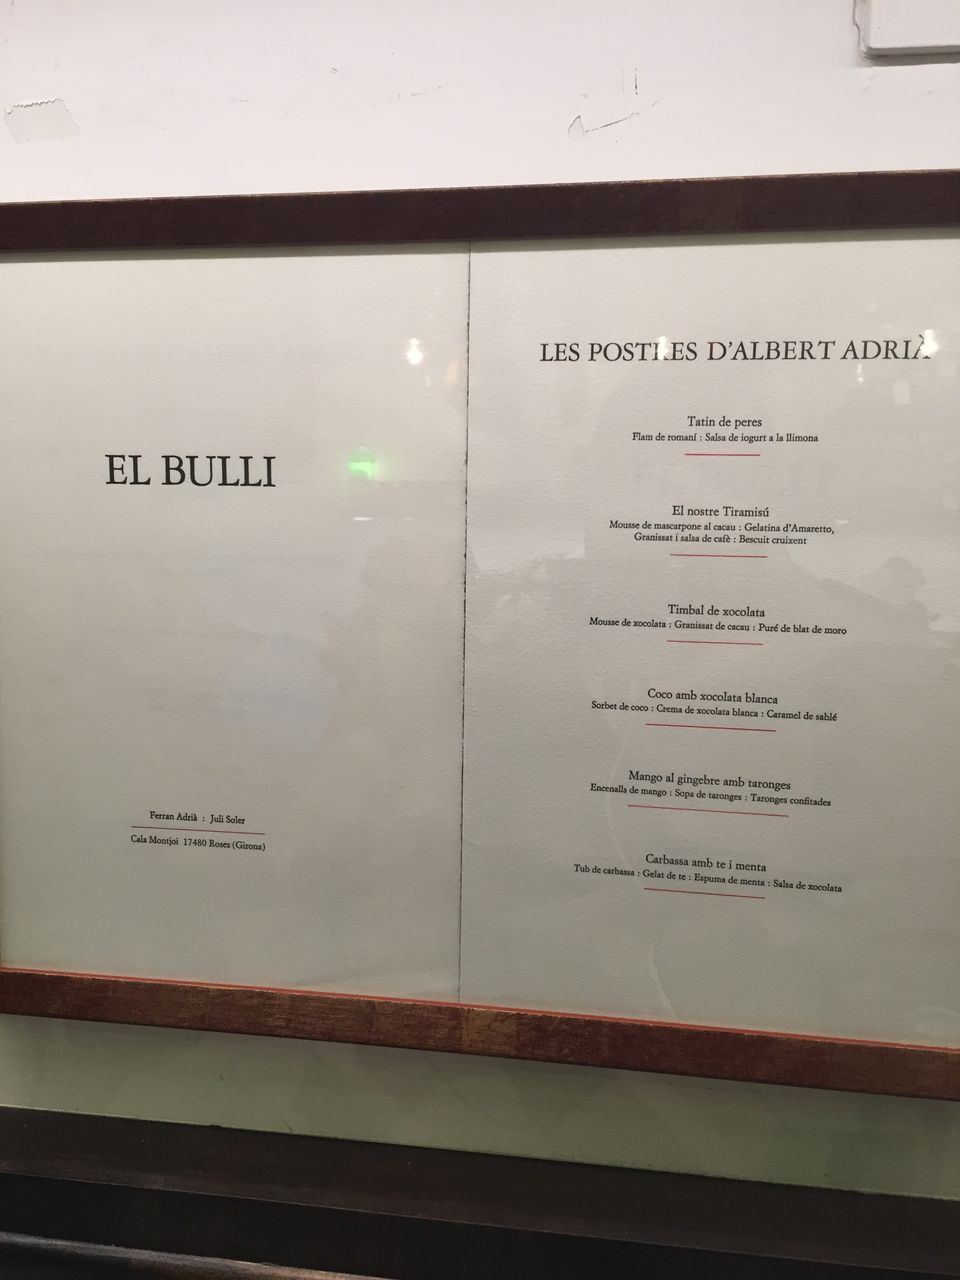 EL BULLI
Ferran Adrià : Juli Soler
Cala Montjoi 17480 Roses (Girona)
LES POSTRES D'ALBERT ADRIÀ
Tatin de peres
Flam de romaní : Salsa de iogurt a la llimona
El nostre Tiramisú
Mousse de mascarpone al cacau : Gelatina d'Amaretto,
Granissat i salsa de cafè : Bescuit cruixent
Timbal de xocolata
Mousse de xocolata : Granissat de cacau : Puré de blat de moro
Coco amb xocolata blanca
Sorbet de coco : Crema de xocolata blanca : Caramel de sablé
Mango al gingebre amb taronges
Encenalls de mango : Sopa de taronges : Taronges confitades
Carbassa amb te i menta
Tub de carbassa : Gelat de te : Espuma de menta : Salsa de xocolata